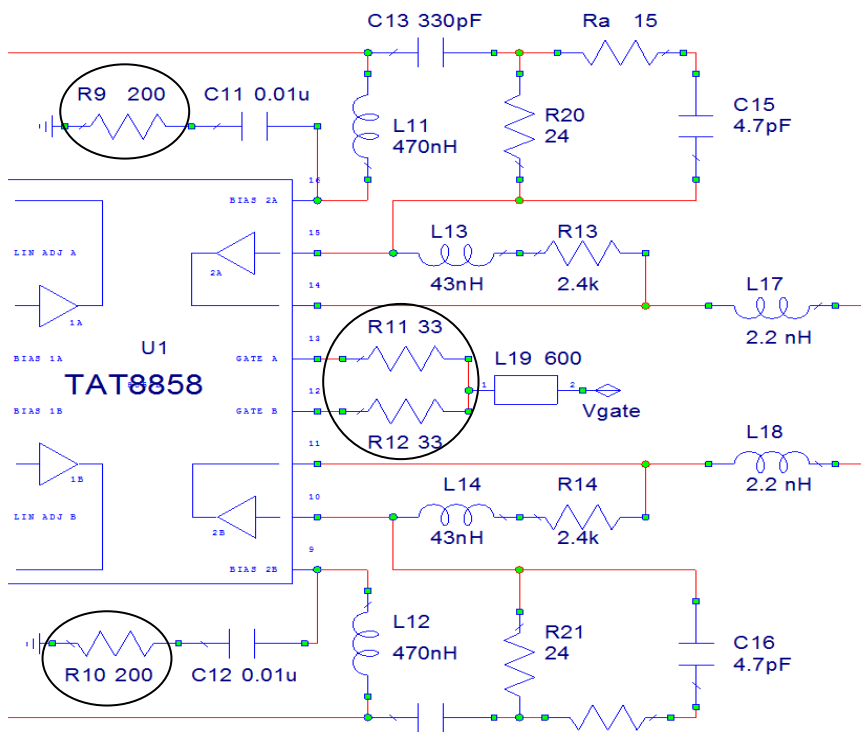 C13 330pF
Ra 15
R9 200
C11 0.01u
L11
470nH
R20
24
C15
4.7pF
16
BIAS 2A
15
LIN ADJ A
2A
L13
43nH
R13
2.4k
14
L17
2.2 nH
1A
13
R11 33
U1
BIAS 1A
GATE A
L19 600
TAT8858
1
2
12
Vgate
BIAS 1B
GATE B
R12 33
11
L18
2.2 nH
1B
L14
43nH
R14
2.4k
10
LIN ADJ B
2B
9
BIAS 2B
L12
470nH
R21
24
C16
4.7pF
R10 200
C12 0.01u